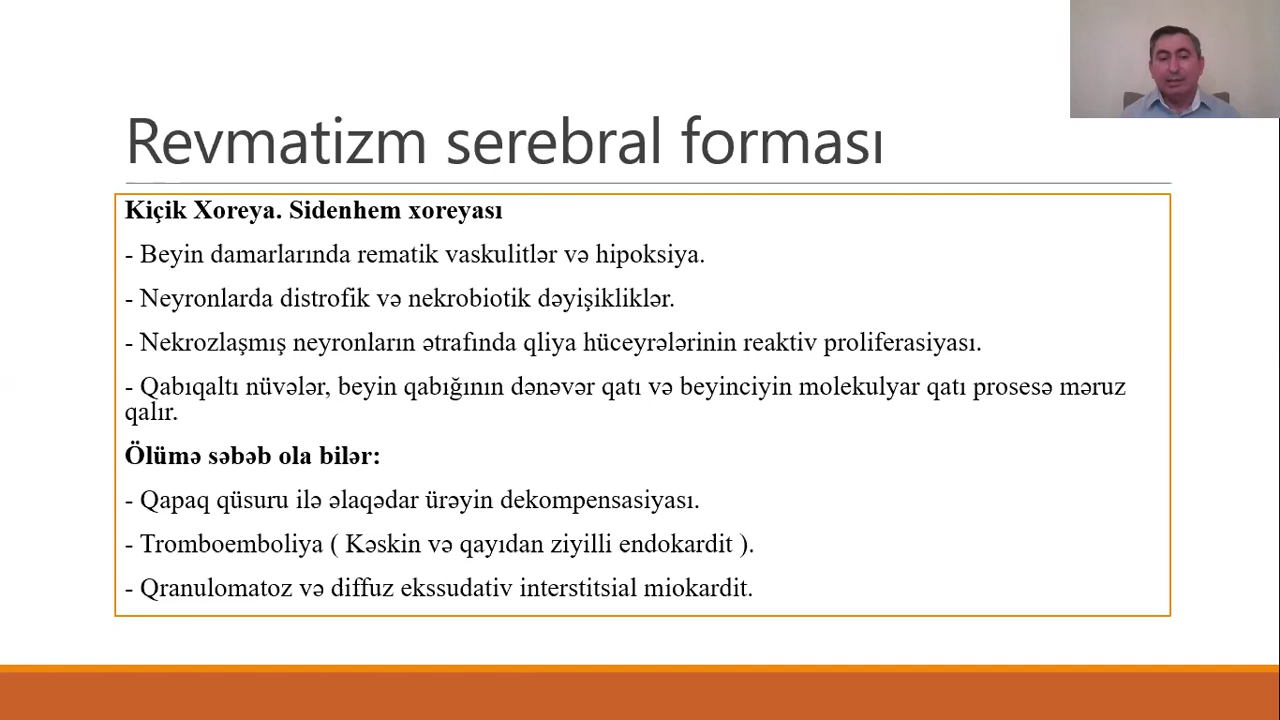 Revmatizm serebral forması
Kiçik Xoreya. Sidenhem xoreyası
- Beyin damarlarında rematik vaskulitlər və hipoksiya.
- Neyronlarda distrofik və nekrobiotik dəyişikliklər.
- Nekrozlaşmış neyronların ətrafında qliya hüceyrələrinin reaktiv proliferasiyası.
- Qabıqaltı nüvələr, beyin qabığının dənəvər qatı və beyinciyin molekulyar qatı prosesə məruz
qalır.
Ölümə səbəb ola bilər:
- Qapaq qüsuru ilə əlaqədar ürəyin dekompensasiyası.
- Tromboemboliya ( Kəskin və qayıdan ziyilli endokardit ).
- Qranulomatoz və diffuz ekssudativ interstitsial miokardit.